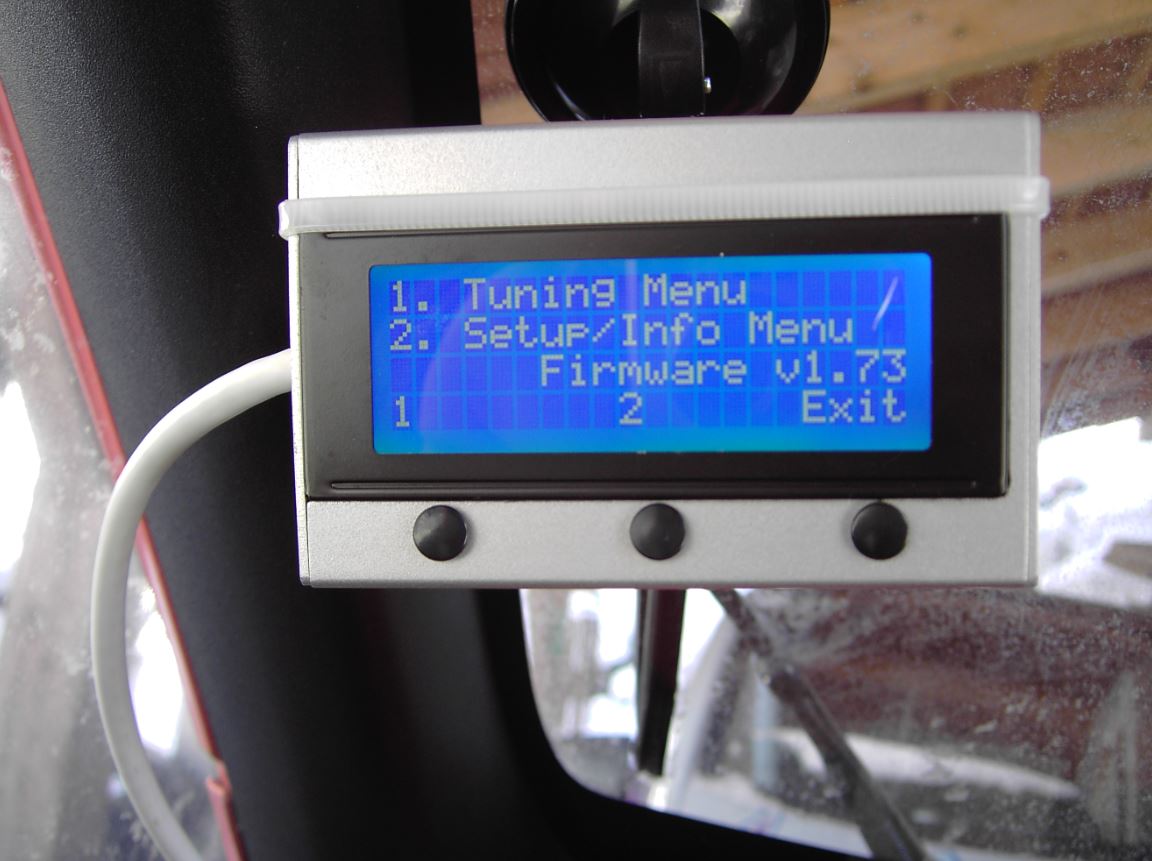 1. Tuning Menu
2. Setup/Info Menu
Firmware v1.73
1 2 Exit